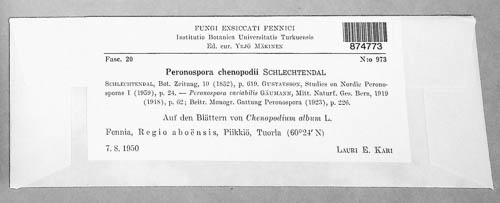 FUNGI EXSICCATI FENNICI
Instituto Botanica Universitatis Turkuensis
Ed. cur. YRJÖ MÄKINEN
874773
Fasc. 20 N:o 973
Peronospora chenopodii SCHLECHTENDAL
SCHLECHTENDAL, Bot. Zeitung, 10 (1852), p. 619. GUSTAVSSON, Studies on Nordic Perono-
sporas I (1959), p. 24. — Peronospora variabilis GÄUMANN, Mitt. Naturf. Ges. Bern, 1919
(1918), p. 62; Beitr. Monogr. Gattung Peronospora (1923), p. 226.
Auf den Blättern von Chenopodium album L.
Fennia, Regio aboënsis, Piikkiö, Tuorla (60°24′ N)
7. 8. 1950 LAURI E. KARI